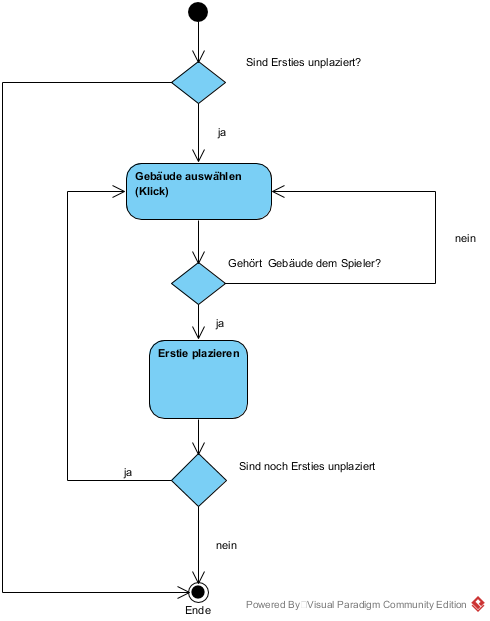 Sind Ersties unplaziert?
ja
Gebäude auswählen
(Klick)
nein
Gehört Gebäude dem Spieler?
ja
Erstie plazieren
Sind noch Ersties unplaziert
ja
nein
Ende
Powered By Visual Paradigm Community Edition